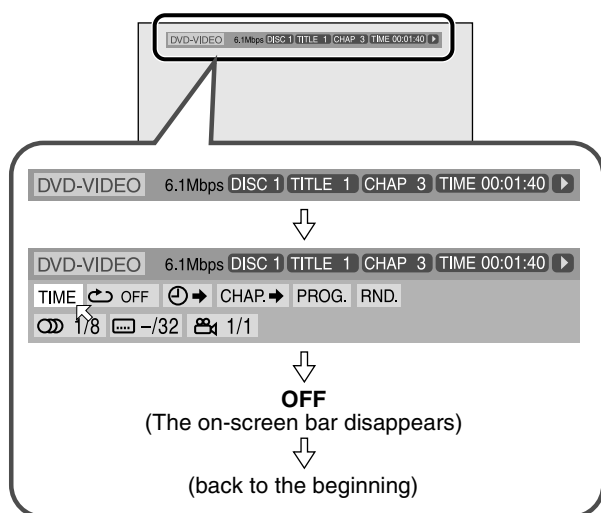 DVD-VIDEO 6.1Mbps DISC 1 TITLE 1 CHAP 3 TIME 00:01:40
DVD-VIDEO 6.1Mbps DISC 1 TITLE 1 CHAP 3 TIME 00:01:40
DVD-VIDEO 6.1Mbps DISC 1 TITLE 1 CHAP 3 TIME 00:01:40
TIME OFF CHAP. PROG. RND.
1/8 –/32 1/1
OFF
(The on-screen bar disappears)
(back to the beginning)